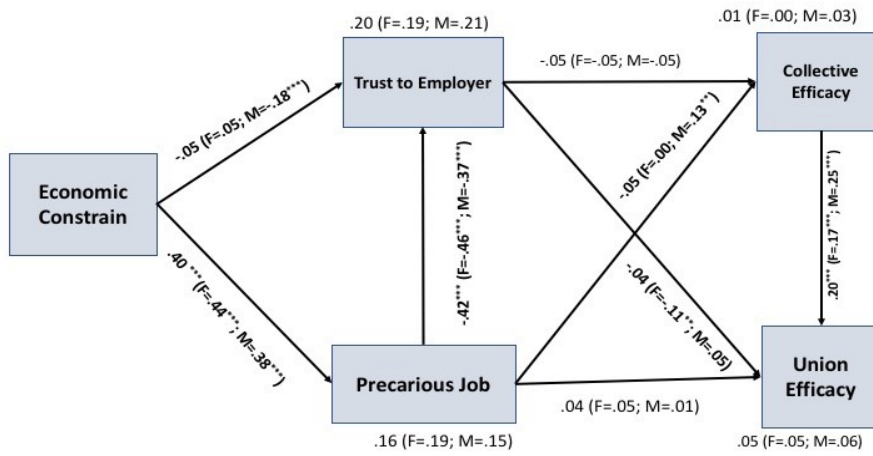 .20 (F=.19; M=.21)
.01 (F=.00; M=.03)
Trust to Employer
-.05 (F=-.05; M=-.05)
Collective
Efficacy
-.05 (F=.05; M=-.18***)
-.05 (F=.00; M=.13**)
Economic
Constrain
-.42*** (F=-.46***; M=-.37***)
.20*** (F=.17***; M=.25***)
.40 *** (F=.44***; M=.38***)
-.04 (F=-.11**; M=.05)
Precarious Job
.04 (F=.05; M=.01)
Union
Efficacy
.16 (F=.19; M=.15)
.05 (F=.05; M=.06)